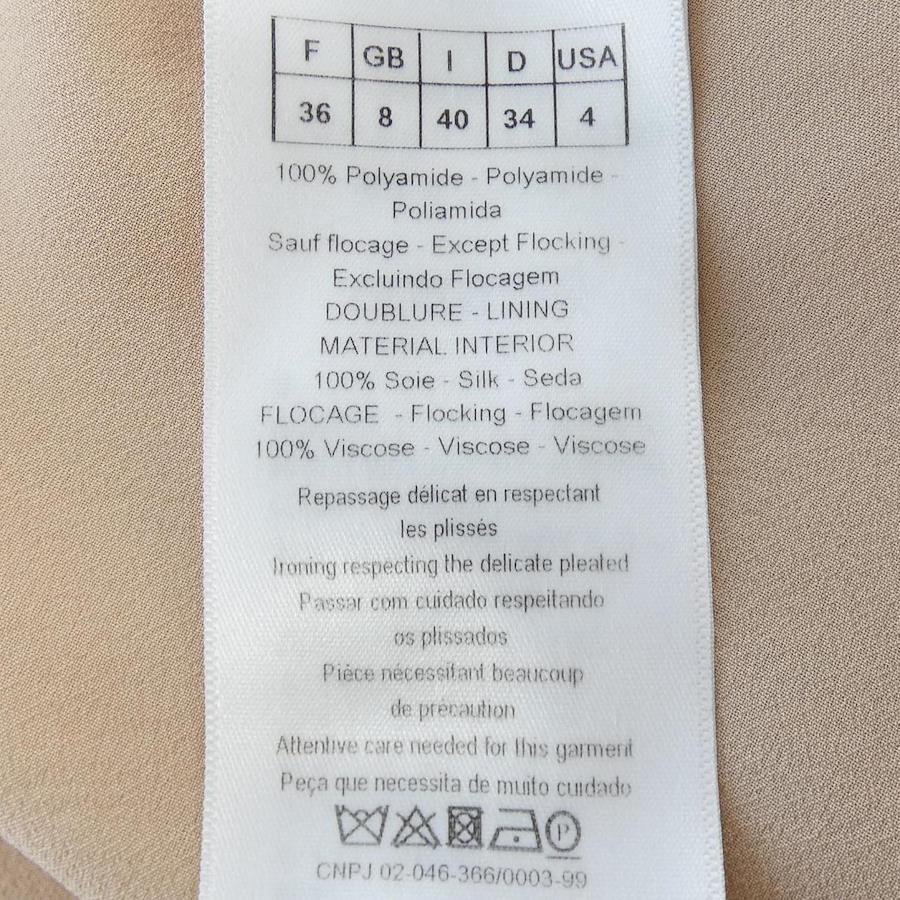 F GB I D USA
36 8 40 34 4
100% Polyamide - Polyamide -
Poliamida
Sauf flocage - Except Flocking -
Excluindo Flocagem
DOUBLURE - LINING
MATERIAL INTERIOR
100% Soie - Silk - Seda
FLOCAGE - Flocking - Flocagem
100% Viscose - Viscose - Viscose
Repassage délicat en respectant
les plissés
Ironing respecting the delicate pleated
Passar com cuidado respeitando
os plissados
Pièce nécessitant beaucoup
de précaution
Attentive care needed for this garment
Peça que necessita de muito cuidado
P
CNPJ 02-046-366/0003-99